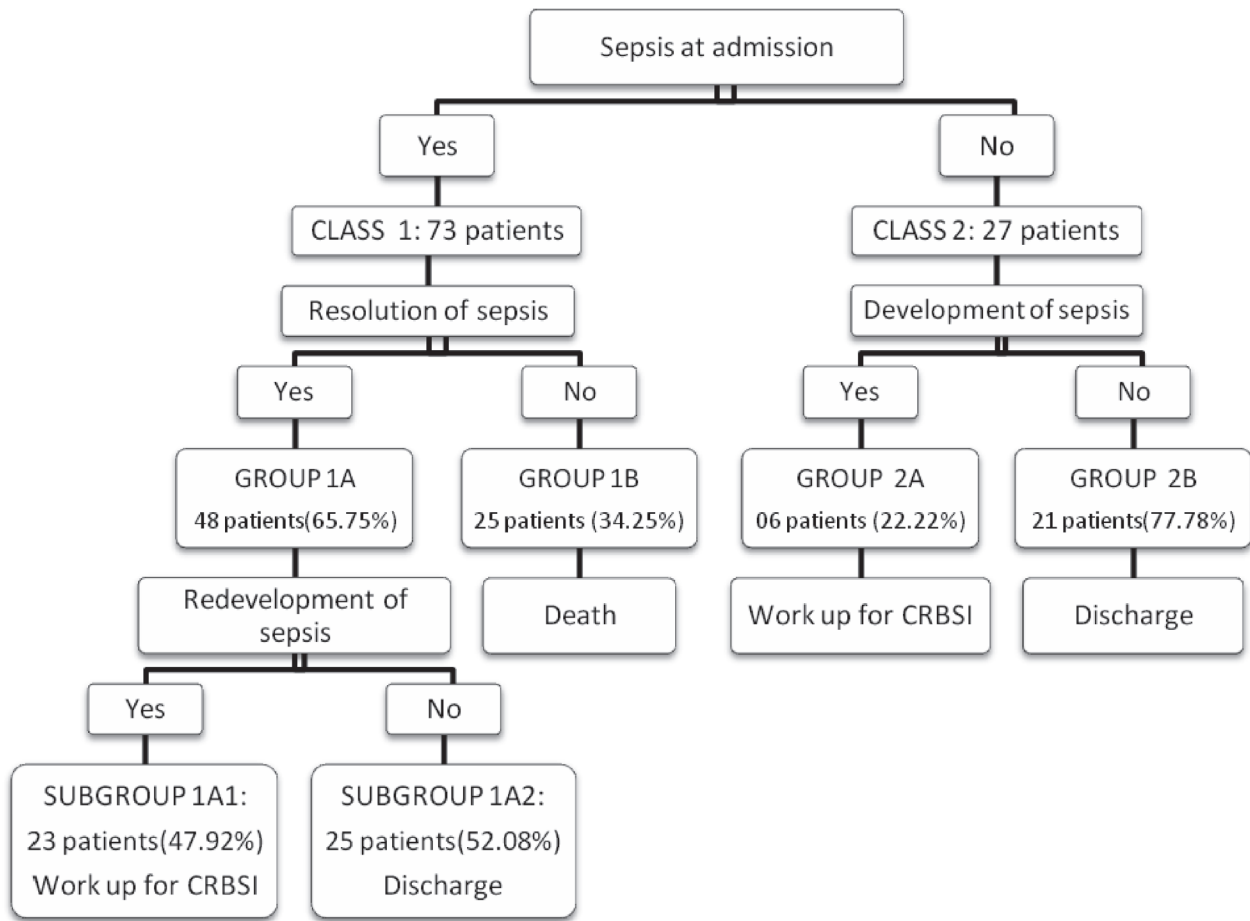 Sepsis at admission
Yes
No
CLASS 1: 73 patients
CLASS 2: 27 patients
Resolution of sepsis
Development of sepsis
Yes
No
Yes
No
GROUP 1A
48 patients(65.75%)
GROUP 1B
25 patients (34.25%)
GROUP 2A
06 patients (22.22%)
GROUP 2B
21 patients(77.78%)
Redevelopment of
sepsis
Death
Work up for CRBSI
Discharge
Yes
No
SUBGROUP 1A1:
23 patients(47.92%)
Work up for CRBSI
SUBGROUP 1A2:
25 patients(52.08%)
Discharge